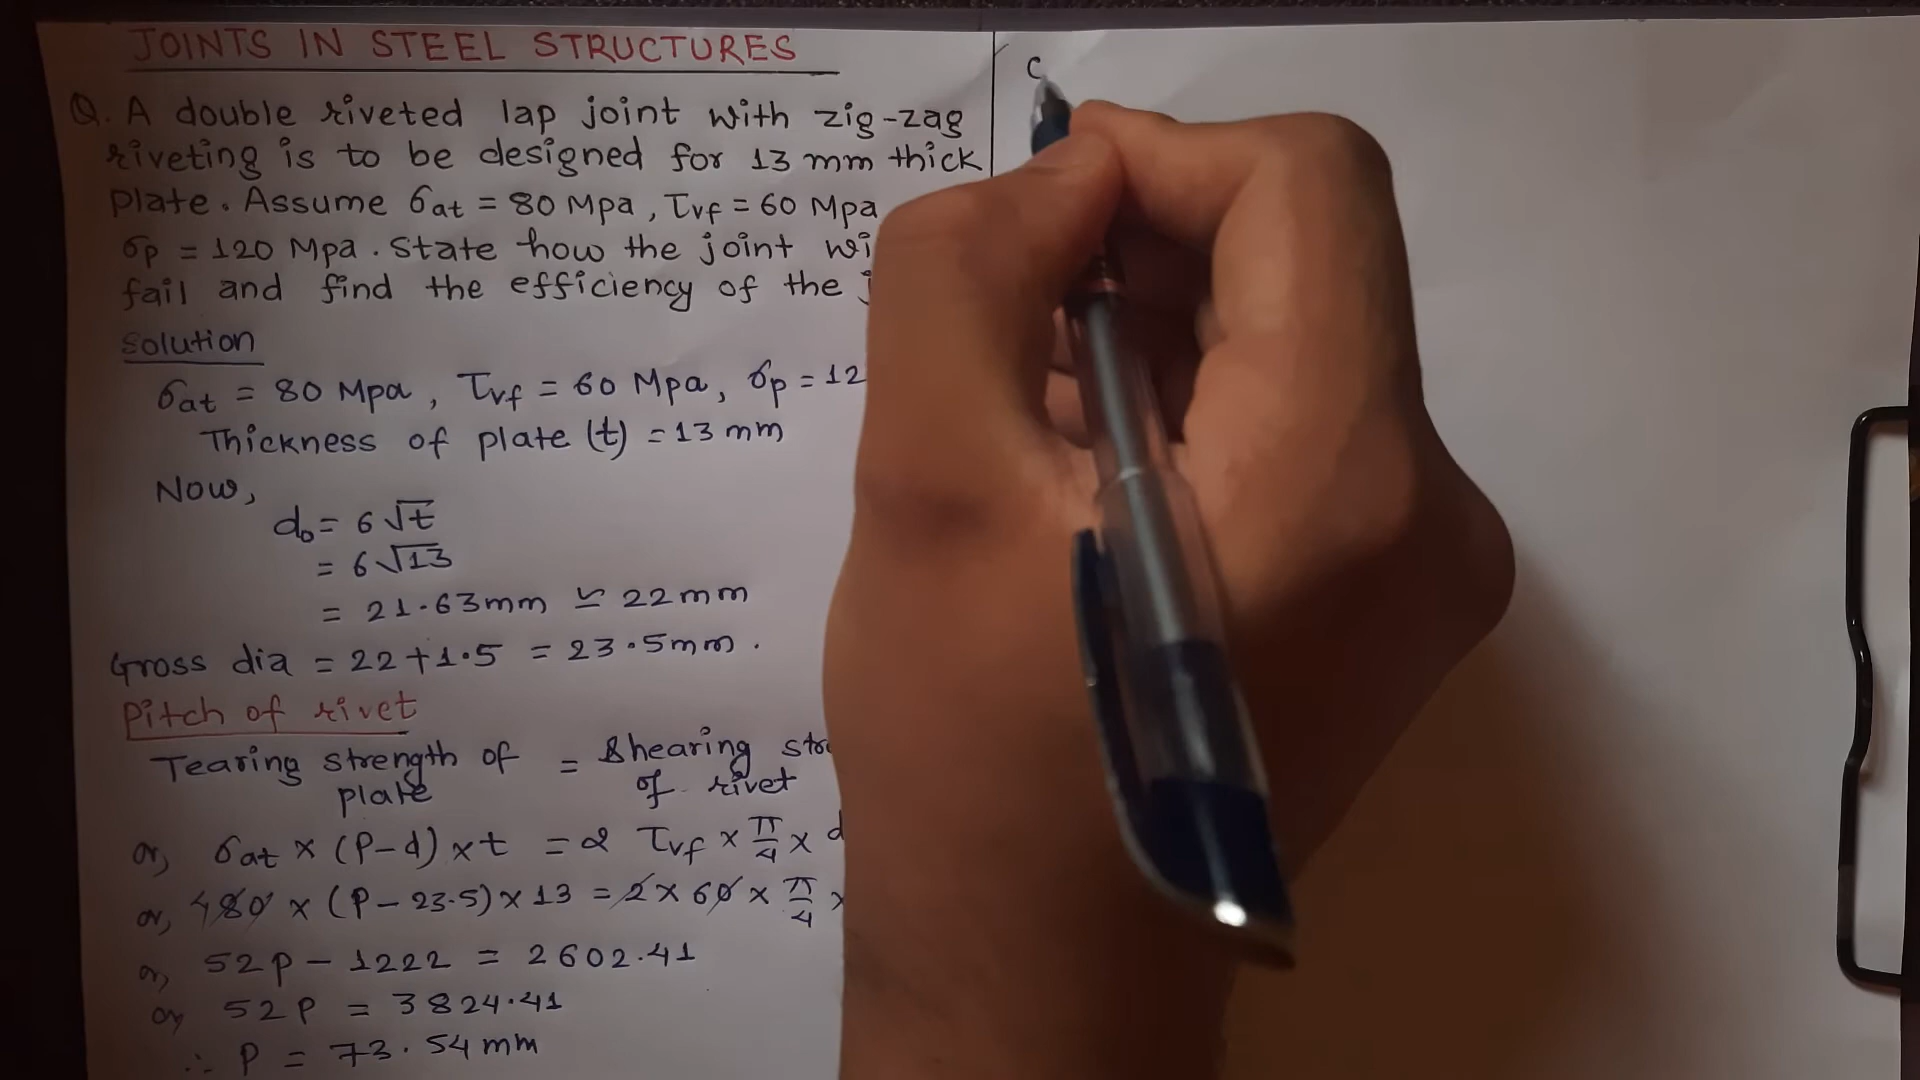 JOINTS IN STEEL STRUCTURES
Q. A double riveted lap joint with zig-zag
riveting is to be designed for 13 mm thick
plate. Assume σat = 80 Mpa, τvf = 60 Mpa
σp = 120 Mpa. State how the joint
fail and find the efficiency of the
Solution
σat = 80 Mpa, τvf = 60 Mpa, σp = 12
Thickness of plate (t) = 13 mm
Now,
d₀ = 6√t
= 6√13
= 21.63mm ≃ 22mm
Gross dia = 22+1.5 = 23.5mm.
Pitch of rivet
Tearing strength of plate = Shearing
of rivet
or, σat × (P-d) × t = 2 τvf × π/4 × d
or, 480 × (P-23.5) × 13 = 2 × 60 × π/4 ×
or, 52P - 1222 = 2602.41
or 52P = 3824.41
∴ P = 73.54 mm
C